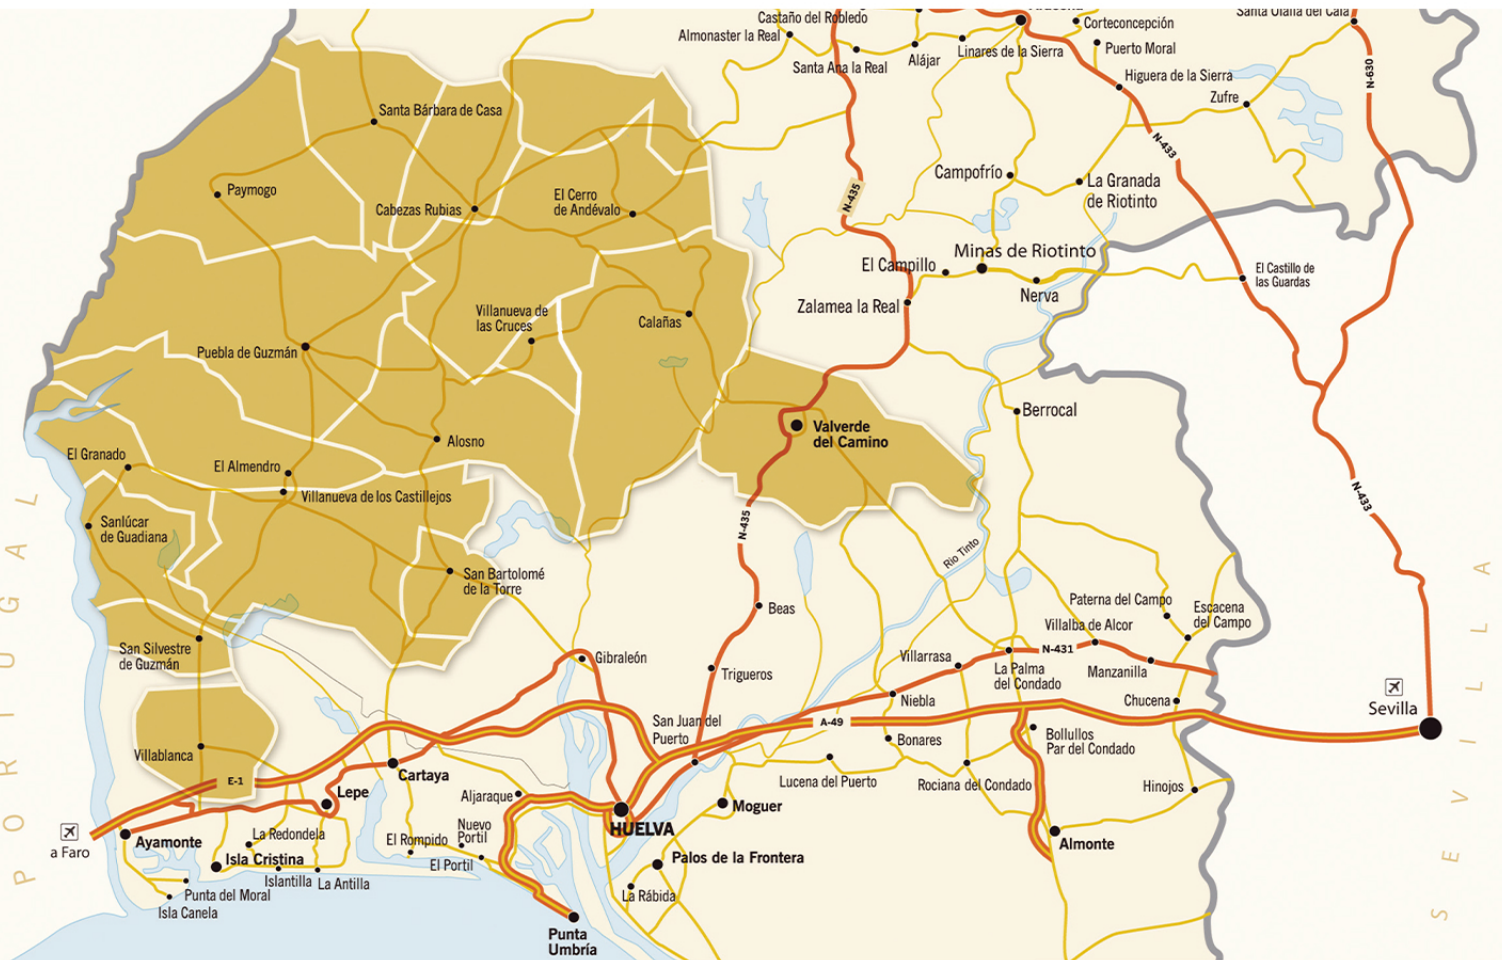 Castaño del Robledo
Almonaster la Real
Santa Ana la Real
Alájar
Linares de la Sierra
Corteconcepción
Puerto Moral
Higuera de la Sierra
Zufre
Santa Olalla del Cala
N-630
N-433
N-435
Santa Bárbara de Casa
Paymogo
Cabezas Rubias
El Cerro
de Andévalo
Campofrío
La Granada
de Riotinto
Minas de Riotinto
El Campillo
Nerva
Zalamea la Real
El Castillo de
las Guardas
Villanueva de
las Cruces
Calañas
Puebla de Guzmán
Berrocal
Valverde
del Camino
Alosno
El Granado
El Almendro
Villanueva de los Castillejos
Sanlúcar
de Guadiana
N-435
N-433
Rio Tinto
San Bartolomé
de la Torre
Beas
Paterna del Campo
Escacena
del Campo
Villalba de Alcor
N-431
San Silvestre
de Guzmán
Gibraleón
Trigueros
Villarrasa
La Palma
del Condado
Manzanilla
Niebla
Chucena
Sevilla
San Juan del
Puerto
A-49
Bollullos
Par del Condado
Bonares
Villablanca
E-1
Cartaya
Lepe
Lucena del Puerto
Rociana del Condado
Hinojos
Aljaraque
Moguer
HUELVA
a Faro
Ayamonte
La Redondela
Isla Cristina
El Rompido
Nuevo
Portil
El Portil
Almonte
Palos de la Frontera
Islantilla
La Antilla
Punta del Moral
Isla Canela
La Rábida
Punta
Umbría
PORTUGAL
SEVILLA